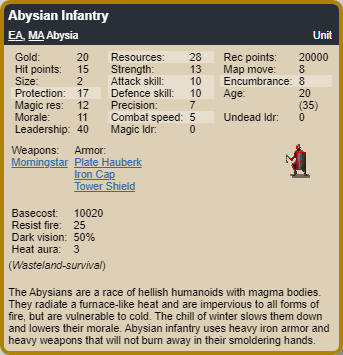 Abysian Infantry
EA, MA Abysia Unit
Gold: 20 Resources: 28 Rec points: 20000
Hit points: 15 Strength: 13 Map move: 8
Size: 2 Attack skill: 10 Encumbrance: 8
Protection: 17 Defence skill: 10 Age: 20
Magic res: 12 Precision: 7 (35)
Morale: 11 Combat speed: 5 Undead ldr: 0
Leadership: 40 Magic ldr: 0
Weapons: Armor:
Morningstar Plate Hauberk
Iron Cap
Tower Shield
Basecost: 10020
Resist fire: 25
Dark vision: 50%
Heat aura: 3
(Wasteland-survival)
The Abysians are a race of hellish humanoids with magma bodies.
They radiate a furnace-like heat and are impervious to all forms of
fire, but are vulnerable to cold. The chill of winter slows them down
and lowers their morale. Abysian infantry uses heavy iron armor and
heavy weapons that will not burn away in their smoldering hands.